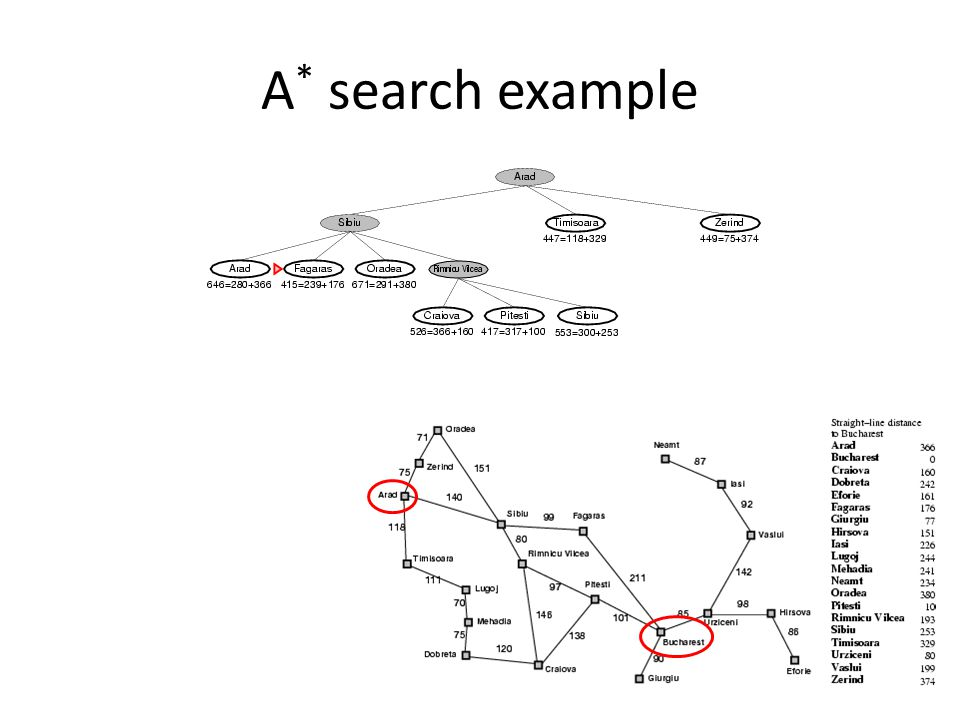 A* search example
Arad
Sibiu Timisoara Zerind
447=118+329 449=75+374
Arad Fagaras Oradea Rimnicu Vilcea
646=280+366 415=239+176 671=291+380
Craiova Pitesti Sibiu
526=366+160 417=317+100 553=300+253
Oradea
71
Zerind
75
151
Arad
140
118
Sibiu
99
Fagaras
80
Timisoara
Rimnicu Vilcea
111
Lugoj
97
Pitesti
211
70
Mehadia
146
101
75
138
Dobreta
120
Craiova
Bucharest
90
Giurgiu
85
Urziceni
Neamt
87
Iasi
92
Vaslui
142
98
Hirsova
86
Eforie
Straight–line distance
to Bucharest
Arad 366
Bucharest 0
Craiova 160
Dobreta 242
Eforie 161
Fagaras 176
Giurgiu 77
Hirsova 151
Iasi 226
Lugoj 244
Mehadia 241
Neamt 234
Oradea 380
Pitesti 10
Rimnicu Vilcea 193
Sibiu 253
Timisoara 329
Urziceni 80
Vaslui 199
Zerind 374